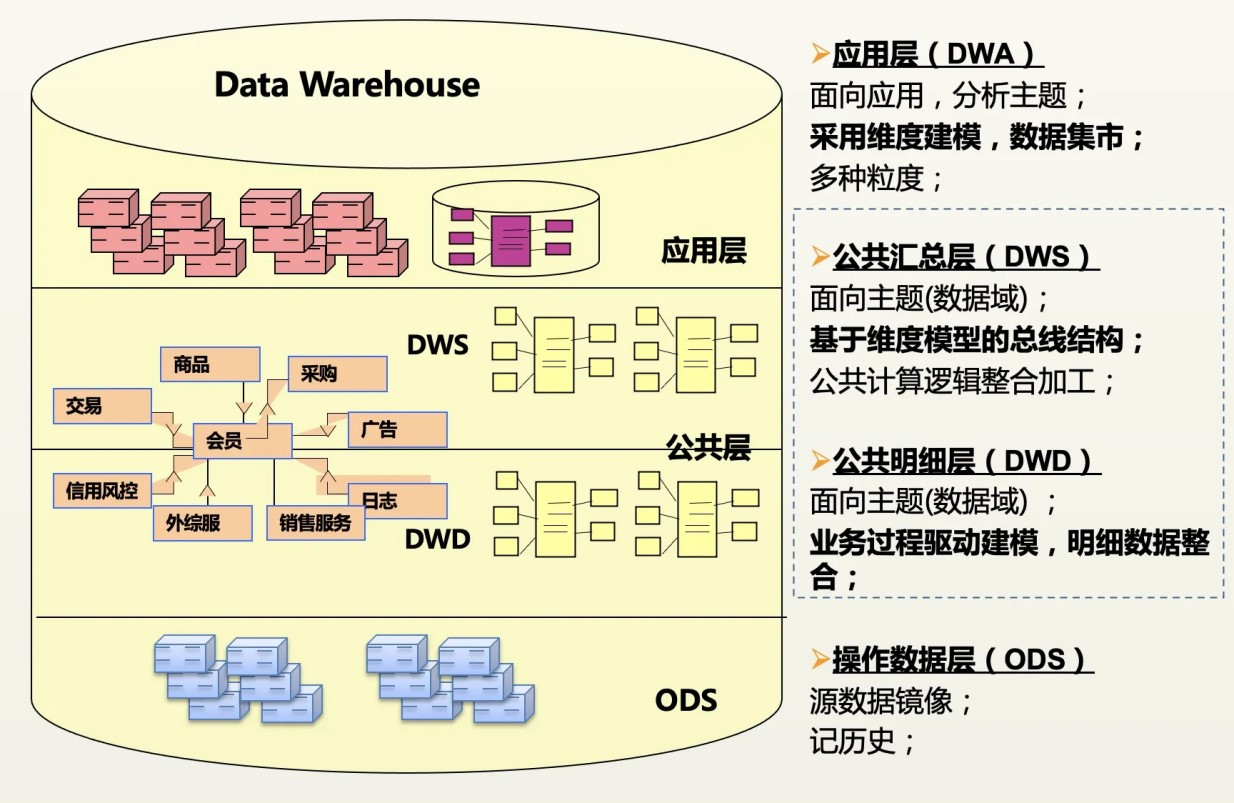 Data Warehouse
应用层
DWS
商品
采购
交易
会员
广告
公共层
信用风控
日志
外综服
销售服务
DWD
ODS
➢应用层（DWA）
面向应用，分析主题；
采用维度建模，数据集市；
多种粒度；
➢公共汇总层（DWS）
面向主题(数据域)；
基于维度模型的总线结构；
公共计算逻辑整合加工；
➢公共明细层（DWD）
面向主题(数据域) ；
业务过程驱动建模，明细数据整
合；
➢操作数据层（ODS）
源数据镜像；
记历史；